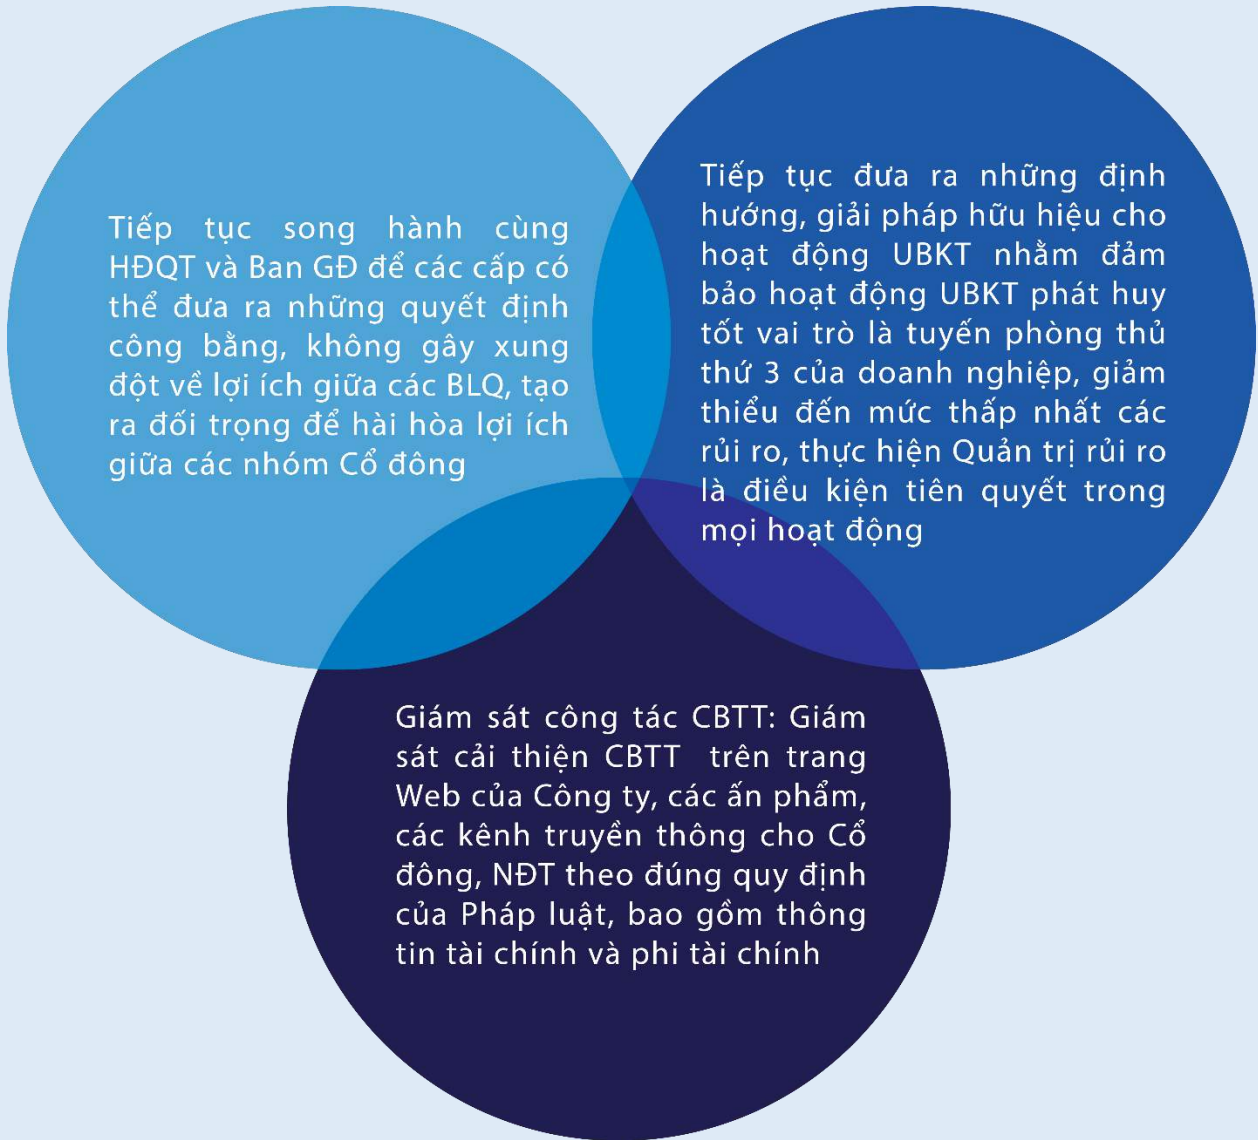 Tiếp tục song hành cùng
HĐQT và Ban GĐ để các cấp có
thể đưa ra những quyết định
công bằng, không gây xung
đột về lợi ích giữa các BLQ, tạo
ra đối trọng để hài hòa lợi ích
giữa các nhóm Cổ đông
Tiếp tục đưa ra những định
hướng, giải pháp hữu hiệu cho
hoạt động UBKT nhằm đảm
bảo hoạt động UBKT phát huy
tốt vai trò là tuyến phòng thủ
thứ 3 của doanh nghiệp, giảm
thiểu đến mức thấp nhất các
rủi ro, thực hiện Quản trị rủi ro
là điều kiện tiên quyết trong
mọi hoạt động
Giám sát công tác CBTT: Giám
sát cải thiện CBTT trên trang
Web của Công ty, các ấn phẩm,
các kênh truyền thông cho Cổ
đông, NĐT theo đúng quy định
của Pháp luật, bao gồm thông
tin tài chính và phi tài chính